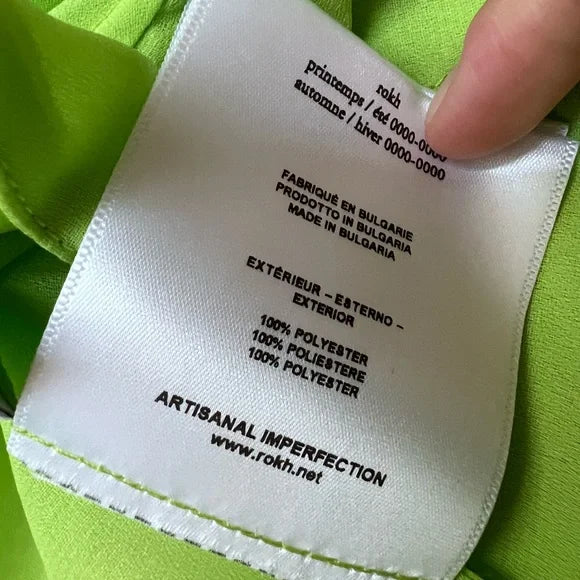 rokh
printemps / été 0000-0000
automne / hiver 0000-0000
FABRIQUÉ EN BULGARIE
PRODOTTO IN BULGARIA
MADE IN BULGARIA
EXTÉRIEUR - ESTERNO -
EXTERIOR
100% POLYESTER
100% POLIESTERE
100% POLYESTER
ARTISANAL IMPERFECTION
www.rokh.net